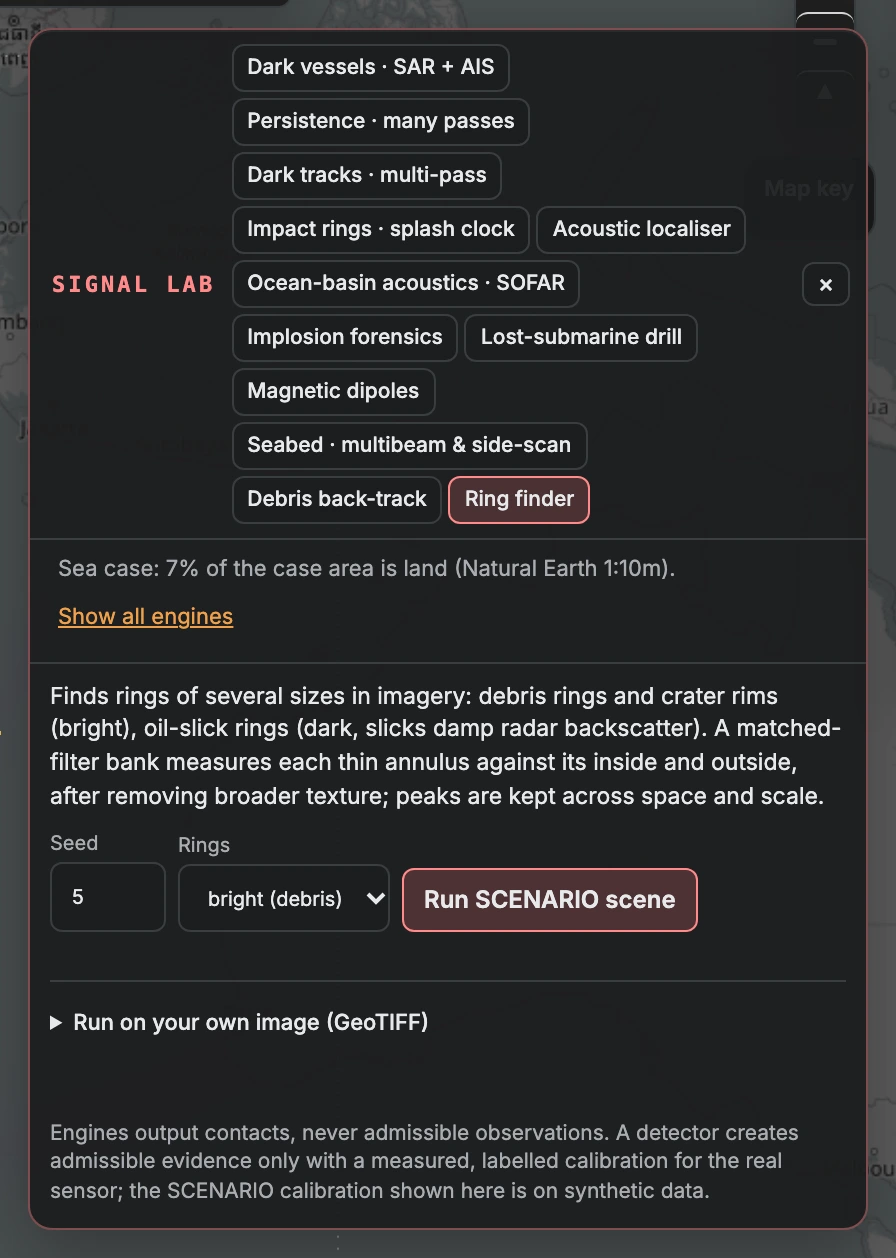 Dark vessels · SAR + AIS
Persistence · many passes
Dark tracks · multi-pass
Map key
Impact rings · splash clock
Acoustic localiser
SIGNAL LAB
Ocean-basin acoustics · SOFAR
×
Implosion forensics
Lost-submarine drill
Magnetic dipoles
Seabed · multibeam & side-scan
Debris back-track
Ring finder
Sea case: 7% of the case area is land (Natural Earth 1:10m).
Show all engines
Finds rings of several sizes in imagery: debris rings and crater rims
(bright), oil-slick rings (dark, slicks damp radar backscatter). A matched-
filter bank measures each thin annulus against its inside and outside,
after removing broader texture; peaks are kept across space and scale.
Seed
Rings
5
bright (debris)
Run SCENARIO scene
▶ Run on your own image (GeoTIFF)
Engines output contacts, never admissible observations. A detector creates
admissible evidence only with a measured, labelled calibration for the real
sensor; the SCENARIO calibration shown here is on synthetic data.